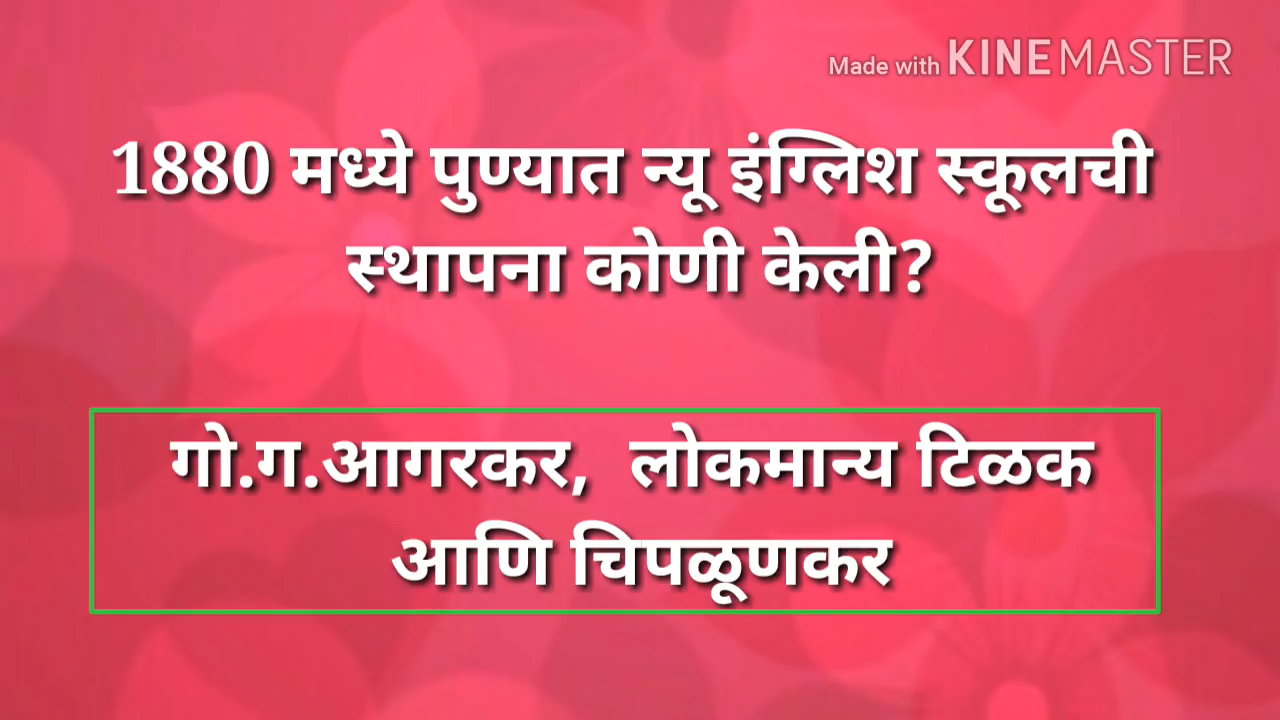 Made with KINEMASTER
1880 मध्ये पुण्यात न्यू इंग्लिश स्कूलची
स्थापना कोणी केली?
गो.ग.आगरकर, लोकमान्य टिळक
आणि चिपळूणकर